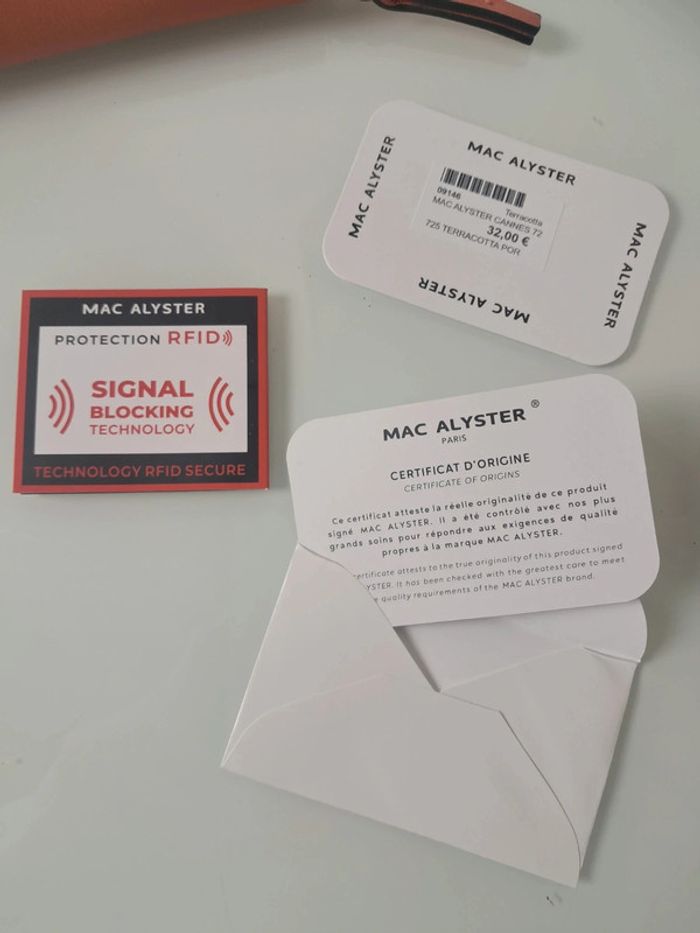 MAC ALYSTER
MAC ALYSTER
09146 Terracotta
MAC ALYSTER CANNES 72
32,00 €
725 TERRACOTTA POR
MAC ALYSTER
MAC ALYSTER
MAC ALYSTER
PROTECTION RFID
SIGNAL
BLOCKING
TECHNOLOGY
TECHNOLOGY RFID SECURE
MAC ALYSTER®
PARIS
CERTIFICAT D'ORIGINE
CERTIFICATE OF ORIGINS
Ce certificat atteste la réelle originalité de ce produit
signé MAC ALYSTER. Il a été contrôlé avec nos plus
grands soins pour répondre aux exigences de qualité
propres à la marque MAC ALYSTER.
certificate attests to the true originality of this product signed
YSTER. It has been checked with the greatest care to meet
quality requirements of the MAC ALYSTER brand.